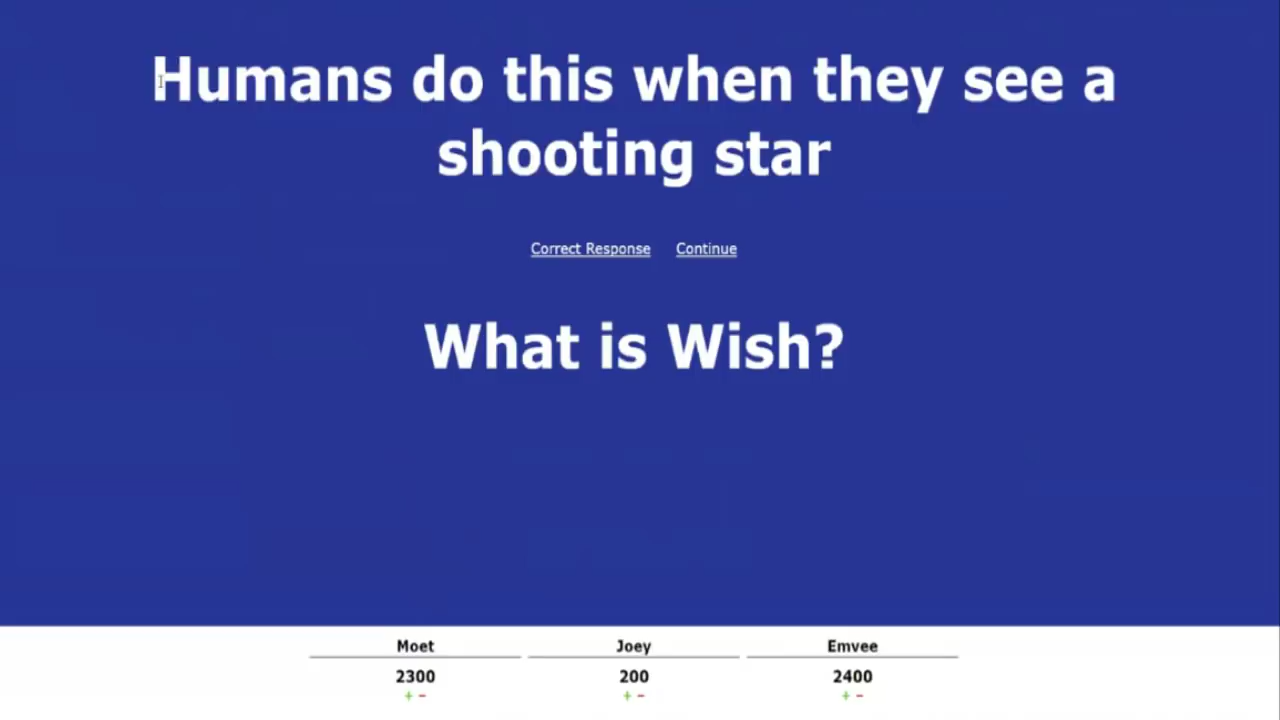 Humans do this when they see a
shooting star
Correct Response Continue
What is Wish?
Moet Joey Emvee
2300 200 2400
+ - + - + -